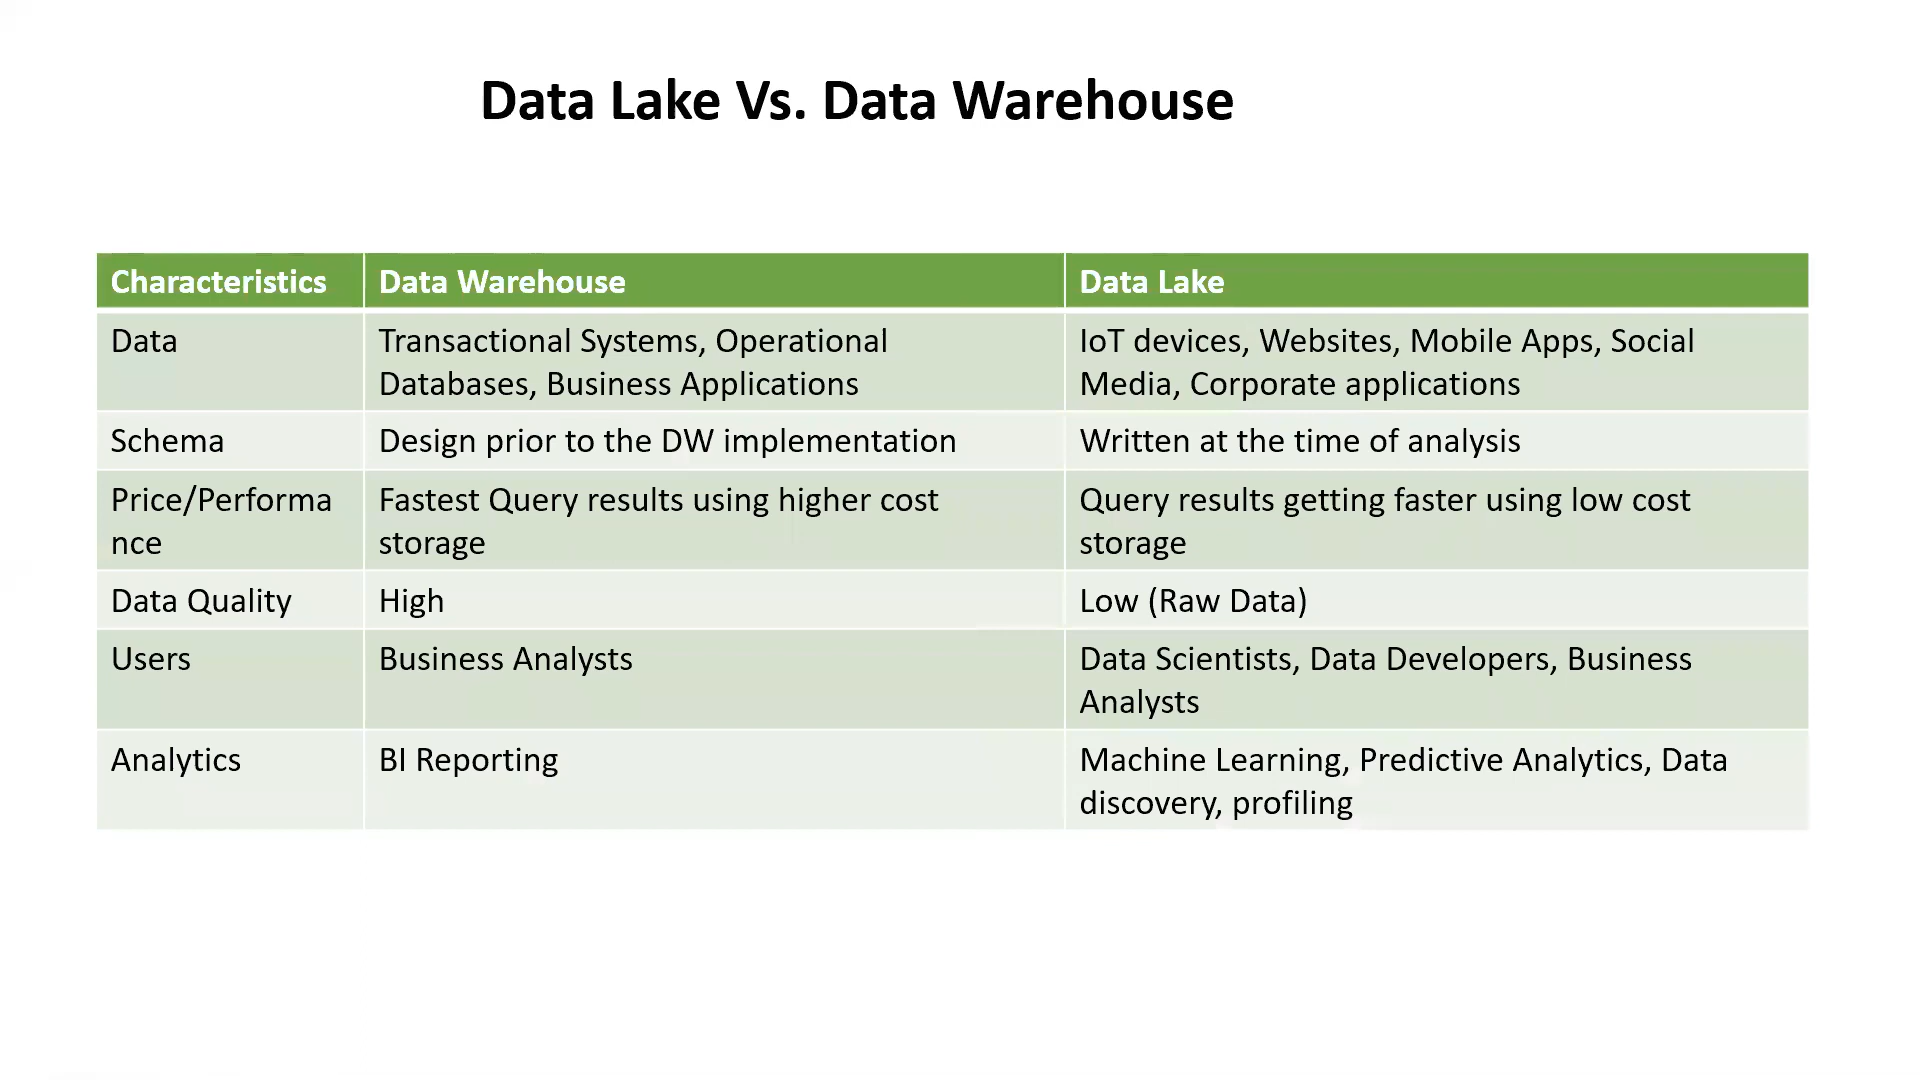 Data Lake Vs. Data Warehouse
Characteristics
Data Warehouse
Data Lake
Data
Transactional Systems, Operational
Databases, Business Applications
IoT devices, Websites, Mobile Apps, Social
Media, Corporate applications
Schema
Design prior to the DW implementation
Written at the time of analysis
Price/Performa
nce
Fastest Query results using higher cost
storage
Query results getting faster using low cost
storage
Data Quality
High
Low (Raw Data)
Users
Business Analysts
Data Scientists, Data Developers, Business
Analysts
Analytics
BI Reporting
Machine Learning, Predictive Analytics, Data
discovery, profiling